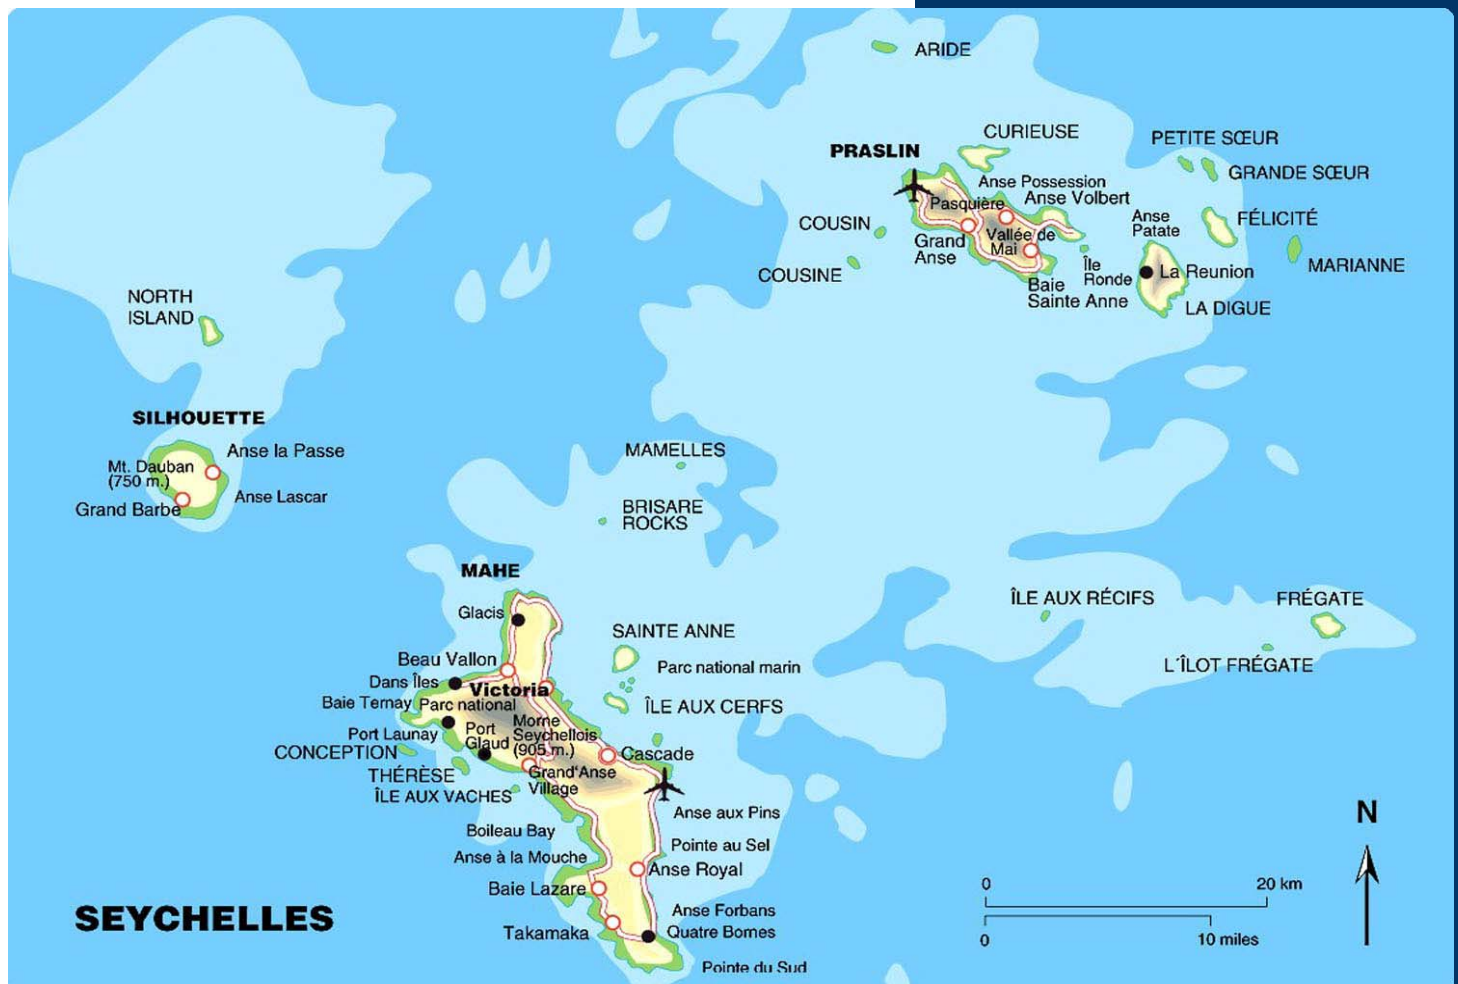 ARIDE
CURIEUSE
PRASLIN
PETITE SŒUR
GRANDE SŒUR
Anse Possession
Anse Volbert
Pasquière
COUSIN
Grand
Anse
Vallée de
Mai
Anse
Patate
FÉLICITÉ
MARIANNE
COUSINE
Île
Ronde
La Reunion
Baie
Sainte Anne
LA DIGUE
NORTH
ISLAND
SILHOUETTE
Anse la Passe
Mt. Dauban
(750 m.)
Anse Lascar
Grand Barbe
MAMELLES
BRISARE
ROCKS
MAHE
Glacis
ÎLE AUX RÉCIFS
FRÉGATE
L´ÎLOT FRÉGATE
SAINTE ANNE
Parc national marin
Beau Vallon
Dans Îles
Victoria
Baie Ternay
Parc national
ÎLE AUX CERFS
Port Launay
Port
Glaud
Morne
Seychellois
(905 m.)
CONCEPTION
Cascade
THÉRÈSE
Grand'Anse
Village
ÎLE AUX VACHES
Anse aux Pins
Boileau Bay
Pointe au Sel
Anse à la Mouche
Anse Royal
Baie Lazare
Anse Forbans
Takamaka
Quatre Bornes
Pointe du Sud
SEYCHELLES
N
0 20 km
0 10 miles